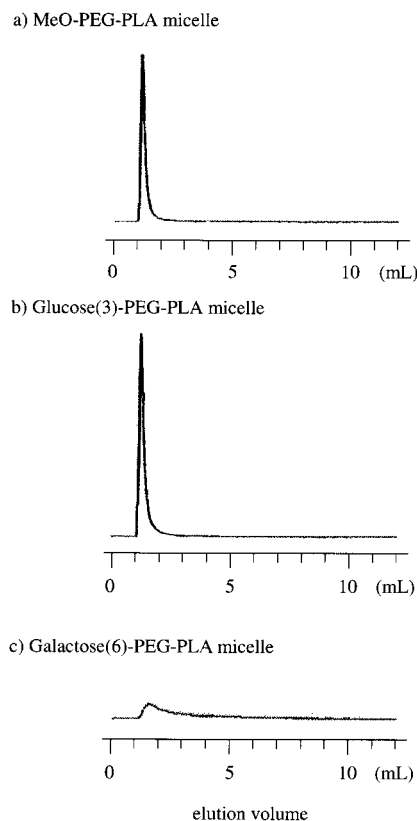 a) MeO-PEG-PLA micelle
0 5 10 (mL)
b) Glucose(3)-PEG-PLA micelle
0 5 10 (mL)
c) Galactose(6)-PEG-PLA micelle
0 5 10 (mL)
elution volume